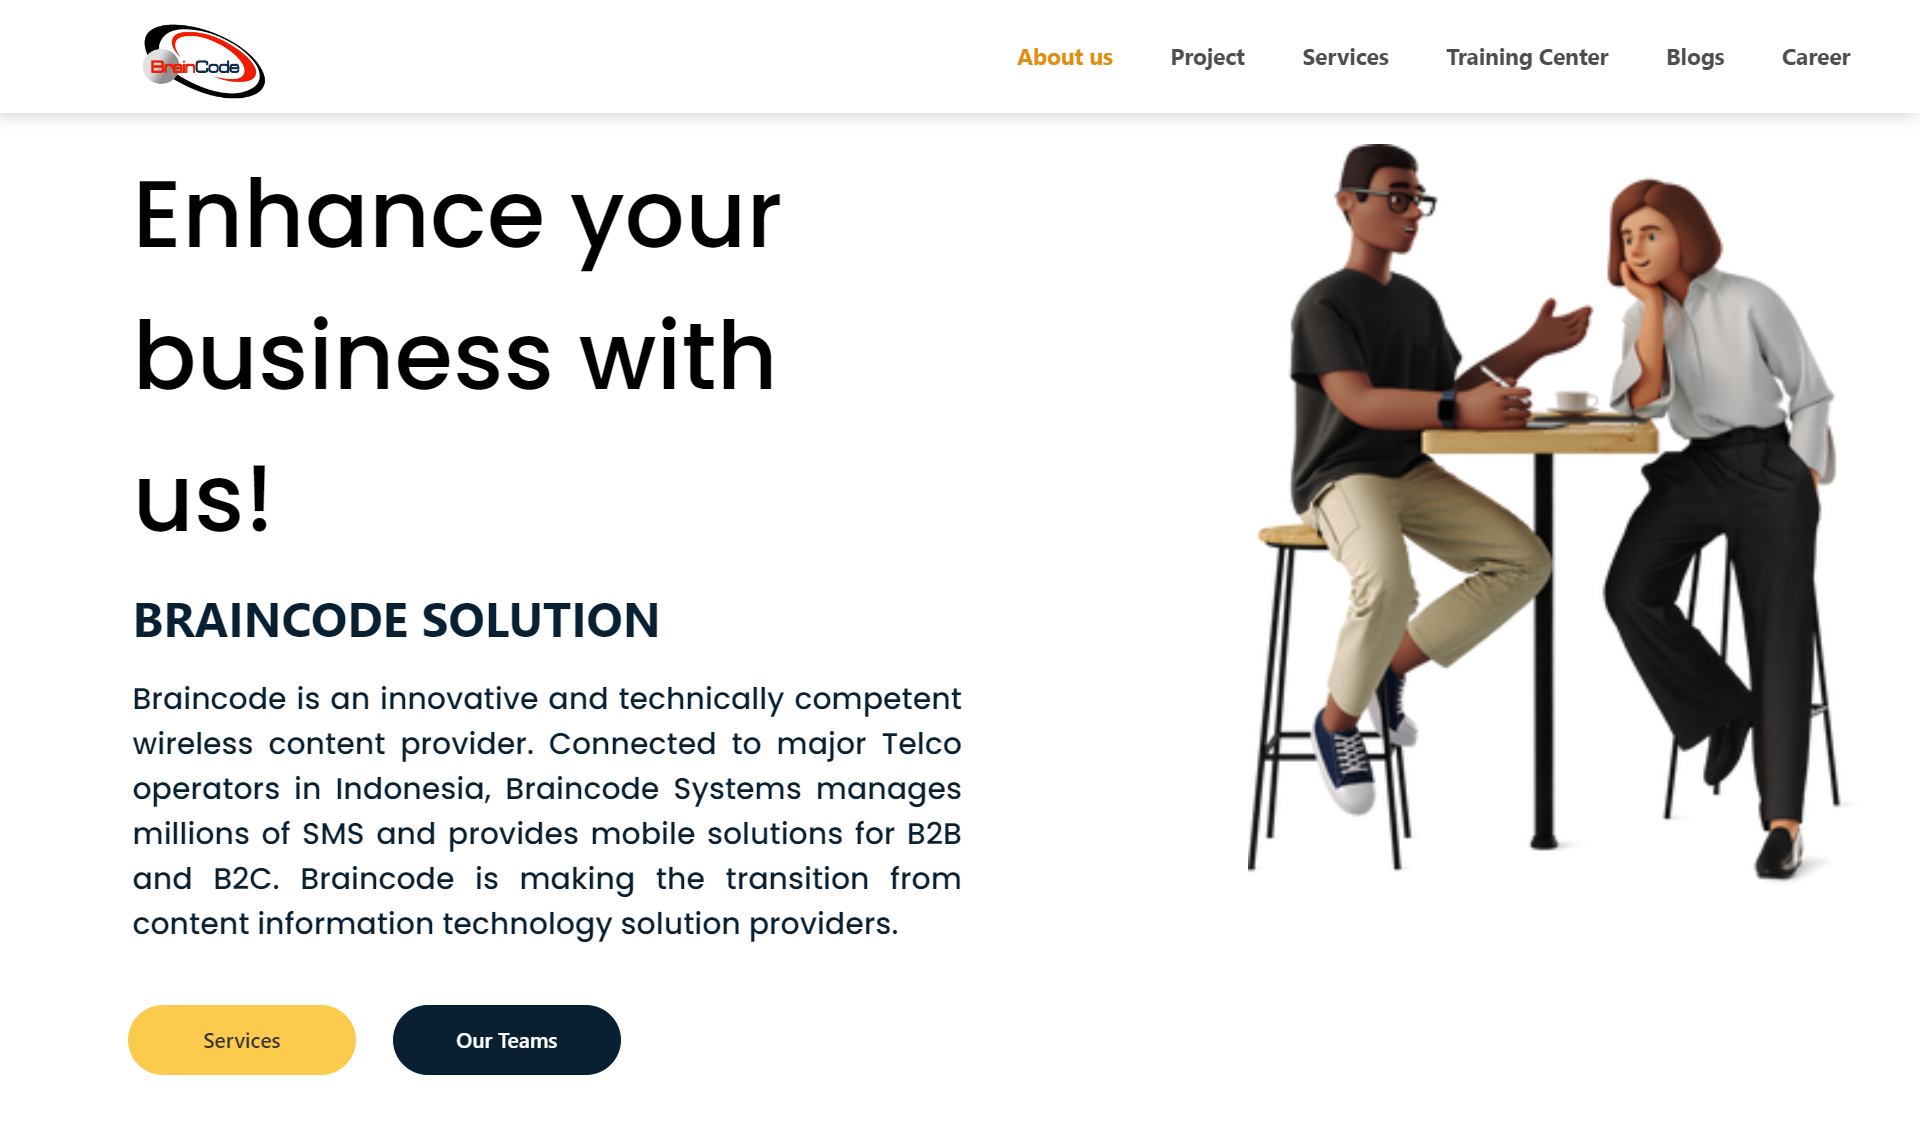 BrainCode
About us
Project
Services
Training Center
Blogs
Career
Enhance your
business with
us!
BRAINCODE SOLUTION
Braincode is an innovative and technically competent
wireless content provider. Connected to major Telco
operators in Indonesia, Braincode Systems manages
millions of SMS and provides mobile solutions for B2B
and B2C. Braincode is making the transition from
content information technology solution providers.
Services
Our Teams